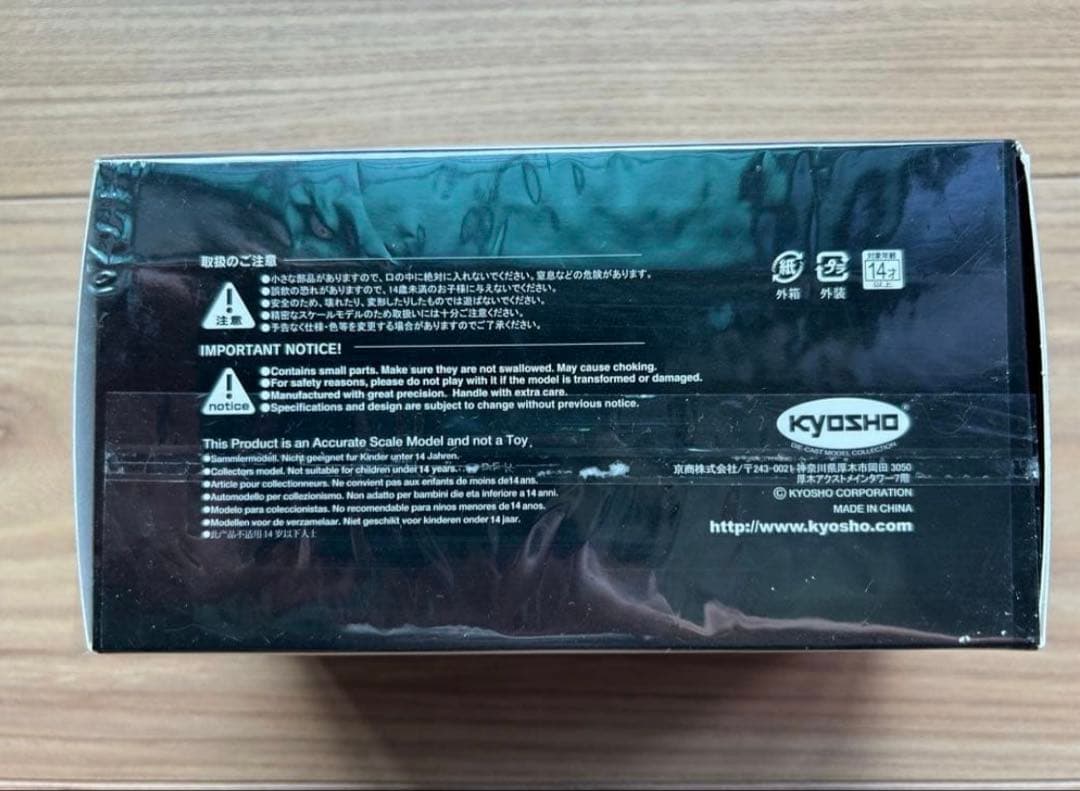 取扱のご注意
●小さな部品がありますので、口の中に絶対に入れないでください。窒息などの危険があります。
●誤飲の恐れがありますので、14歳未満のお子様に与えないでください。
●安全のため、壊れたり、変形したりしたものでは遊ばないでください。
●精密なスケールモデルのため取扱いには十分ご注意ください。
●予告なく仕様・色等を変更する場合がありますのでご了承ください。
注意
紙
外箱
プラ
外装
対象年齢
14才
以上
IMPORTANT NOTICE!
●Contains small parts. Make sure they are not swallowed. May cause choking.
●For safety reasons, please do not play with it if the model is transformed or damaged.
●Manufactured with great precision. Handle with extra care.
●Specifications and design are subject to change without previous notice.
notice
This Product is an Accurate Scale Model and not a Toy.
●Sammlermodell. Nicht geeignet fur Kinder unter 14 Jahren.
●Collectors model. Not suitable for children under 14 years.
●Article pour collectionneurs. Ne convient pas aux enfants de moins de14ans.
●Automodello per collezionismo. Non adatto per bambini die eta inferiore a 14 anni.
●Modelo para coleccionistas. No recomendable para ninos menores de14 anos.
●Modellen voor de verzamelaar. Niet geschikt voor kinderen onder 14 jaar.
●此产品不适用14岁以下人士
KYOSHO®
DIE-CAST MODEL COLLECTION
京商株式会社/〒243-0021 神奈川県厚木市岡田 3050
厚木アクストメインタワー7階
© KYOSHO CORPORATION
MADE IN CHINA
http://www.kyosho.com